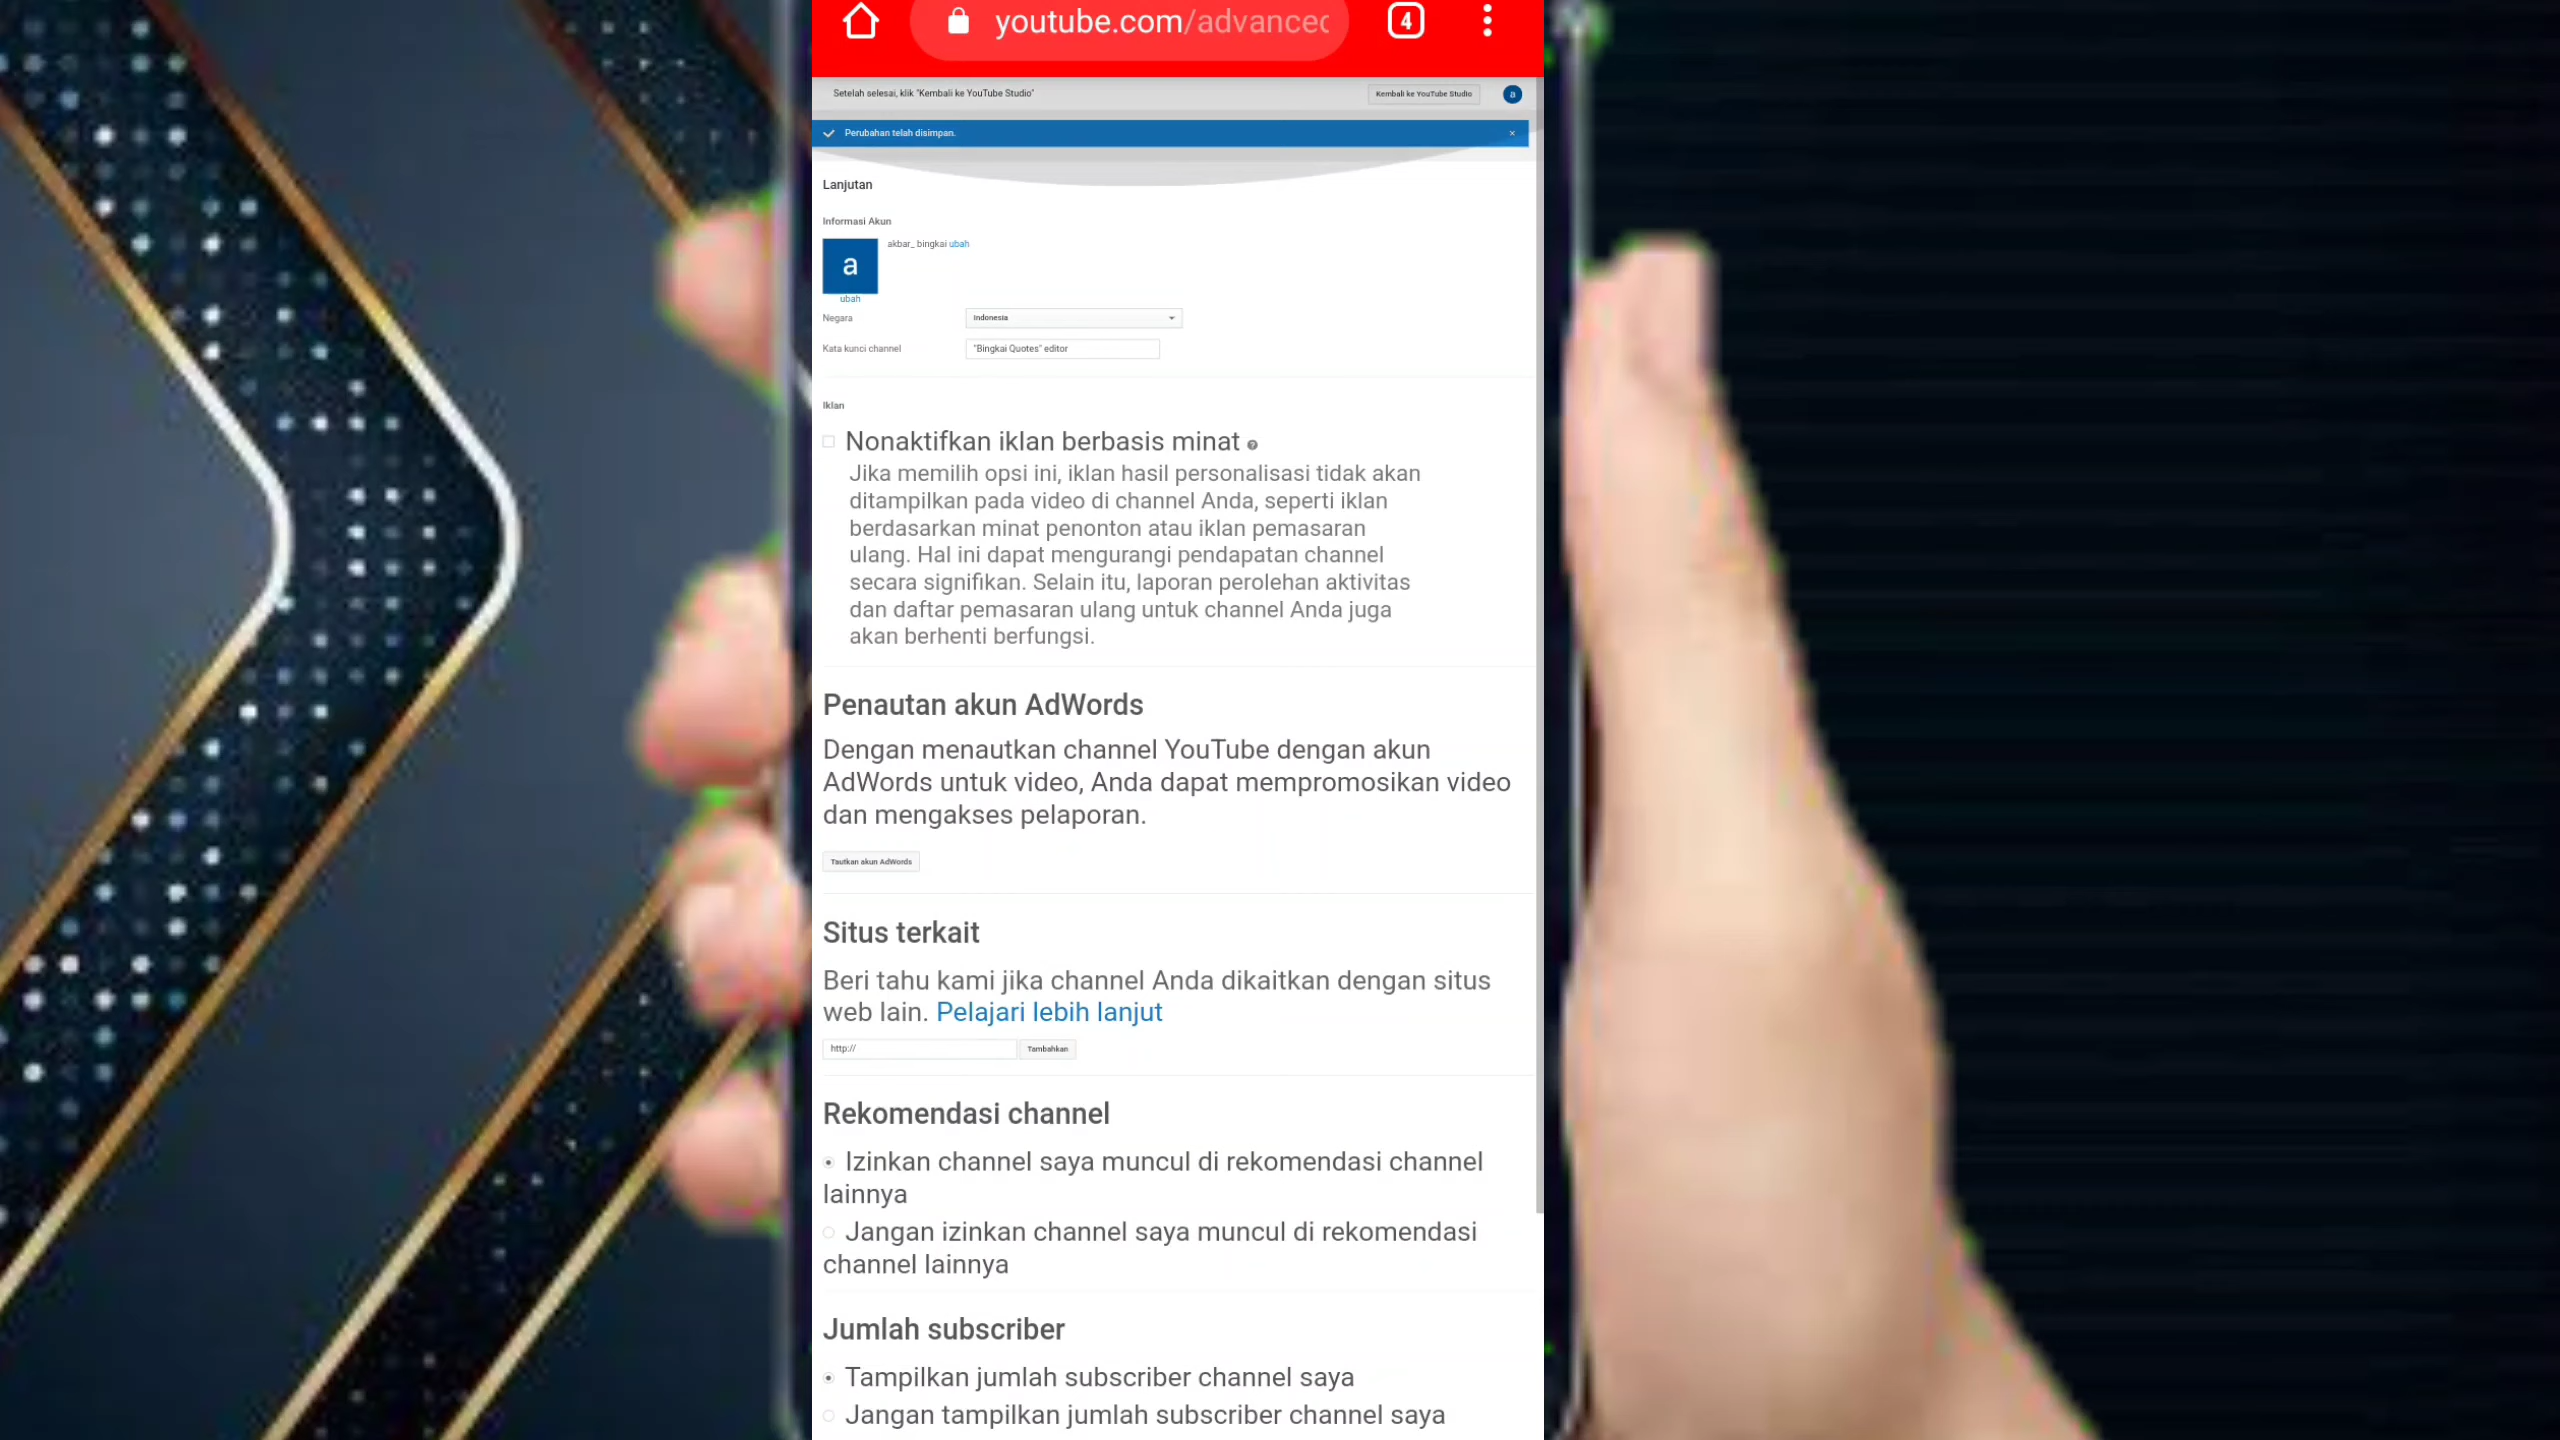 youtube.com/advanced
4
Setelah selesai, klik "Kembali ke YouTube Studio"
Kembali ke YouTube Studio
a
Perubahan telah disimpan.
Lanjutan
Informasi Akun
akbar_ bingkai ubah
a
ubah
Negara
Indonesia
Kata kunci channel
"Bingkai Quotes" editor
Iklan
Nonaktifkan iklan berbasis minat
Jika memilih opsi ini, iklan hasil personalisasi tidak akan
ditampilkan pada video di channel Anda, seperti iklan
berdasarkan minat penonton atau iklan pemasaran
ulang. Hal ini dapat mengurangi pendapatan channel
secara signifikan. Selain itu, laporan perolehan aktivitas
dan daftar pemasaran ulang untuk channel Anda juga
akan berhenti berfungsi.
Penautan akun AdWords
Dengan menautkan channel YouTube dengan akun
AdWords untuk video, Anda dapat mempromosikan video
dan mengakses pelaporan.
Tautkan akun AdWords
Situs terkait
Beri tahu kami jika channel Anda dikaitkan dengan situs
web lain. Pelajari lebih lanjut
http://
Tambahkan
Rekomendasi channel
Izinkan channel saya muncul di rekomendasi channel
lainnya
Jangan izinkan channel saya muncul di rekomendasi
channel lainnya
Jumlah subscriber
Tampilkan jumlah subscriber channel saya
Jangan tampilkan jumlah subscriber channel saya